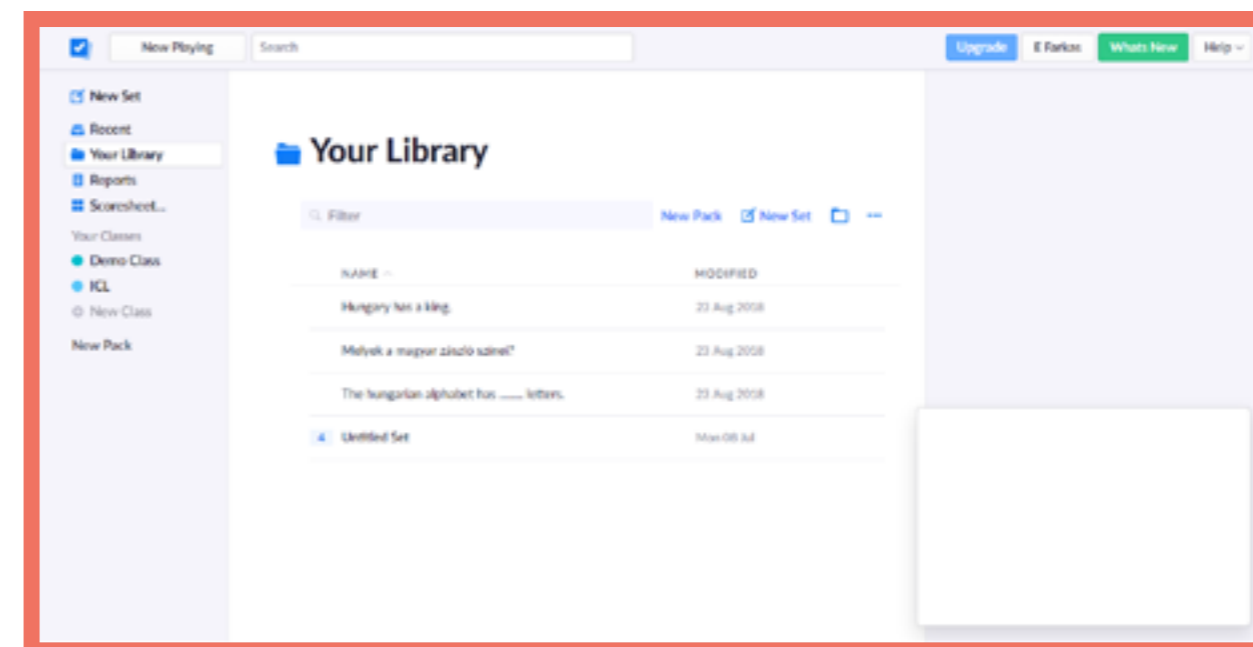 Now Playing
Search
Upgrade
E Farkas
Whats New
Help
New Set
Recent
Your Library
Reports
Scoresheet...
Your Classes
Demo Class
ICL
New Class
New Pack
Your Library
Filter
New Pack
New Set
NAME
MODIFIED
Hungary has a king.
23 Aug 2018
Melyek a magyar zászló színei?
23 Aug 2018
The hungarian alphabet has ____ letters.
23 Aug 2018
4 Untitled Set
Mon 08 Jul